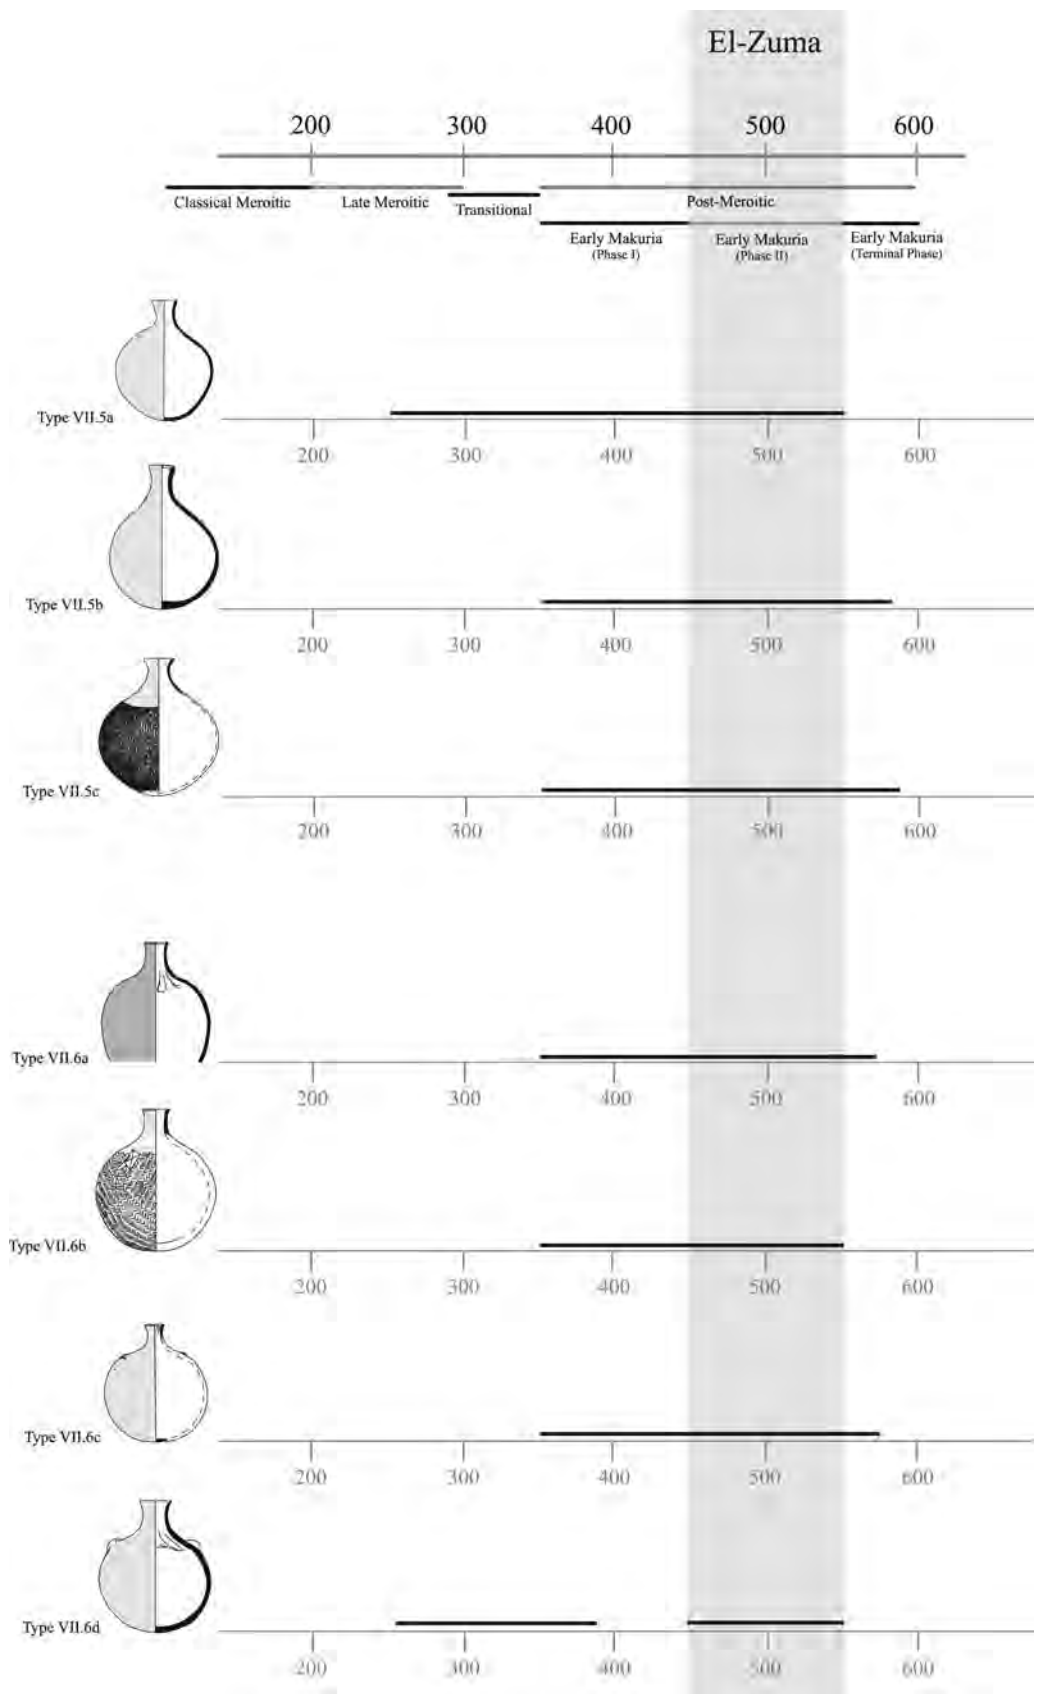 El-Zuma
200 300 400 500 600
Classical Meroitic Late Meroitic Transitional Post-Meroitic
Early Makuria Early Makuria Early Makuria
(Phase I) (Phase II) (Terminal Phase)
Type VII.5a
200 300 400 500 600
Type VII.5b
200 300 400 500 600
Type VII.5c
200 300 400 500 600
Type VII.6a
200 300 400 500 600
Type VII.6b
200 300 400 500 600
Type VII.6c
200 300 400 500 600
Type VII.6d
200 300 400 500 600